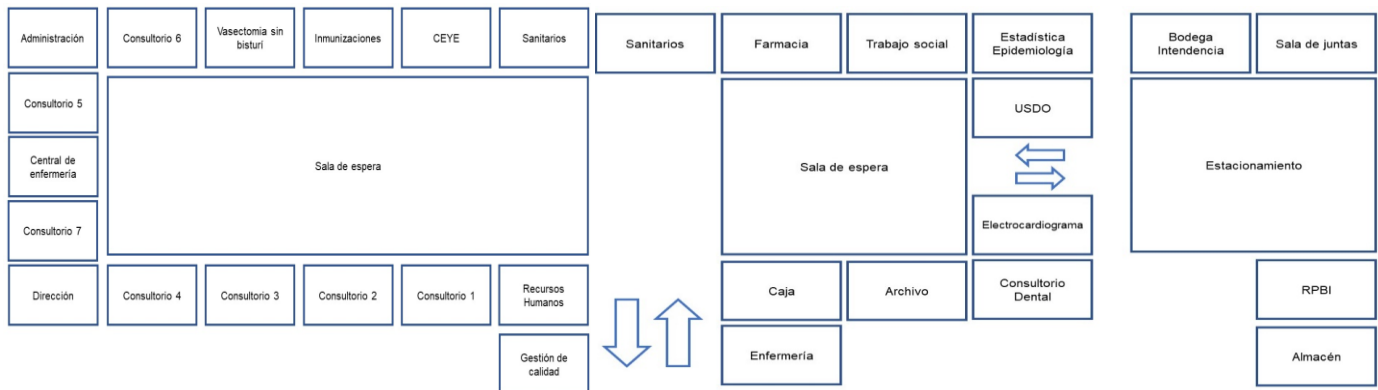 Administración
Consultorio 6
Vasectomia sin
bisturí
Inmunizaciones
CEYE
Sanitarios
Sanitarios
Farmacia
Trabajo social
Estadística
Epidemiología
Bodega
Intendencia
Sala de juntas
Consultorio 5
USDO
Central de
enfermería
Sala de espera
Sala de espera
Estacionamiento
Consultorio 7
Electrocardiograma
Dirección
Consultorio 4
Consultorio 3
Consultorio 2
Consultorio 1
Recursos
Humanos
Caja
Archivo
Consultorio
Dental
RPBI
Gestión de
calidad
Enfermería
Almacén